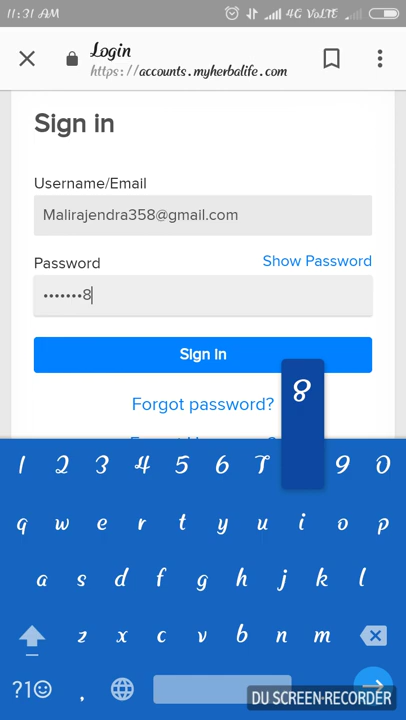 11:31 AM 4G VoLTE
Login
https://accounts.myherbalife.com
Sign in
Username/Email
Malirajendra358@gmail.com
Password Show Password
•••••••8
Sign in
Forgot password?
8
1 2 3 4 5 6 7 9 0
q w e r t y u i o p
a s d f g h j k l
z x c v b n m
?1☺ ,
DU SCREEN RECORDER